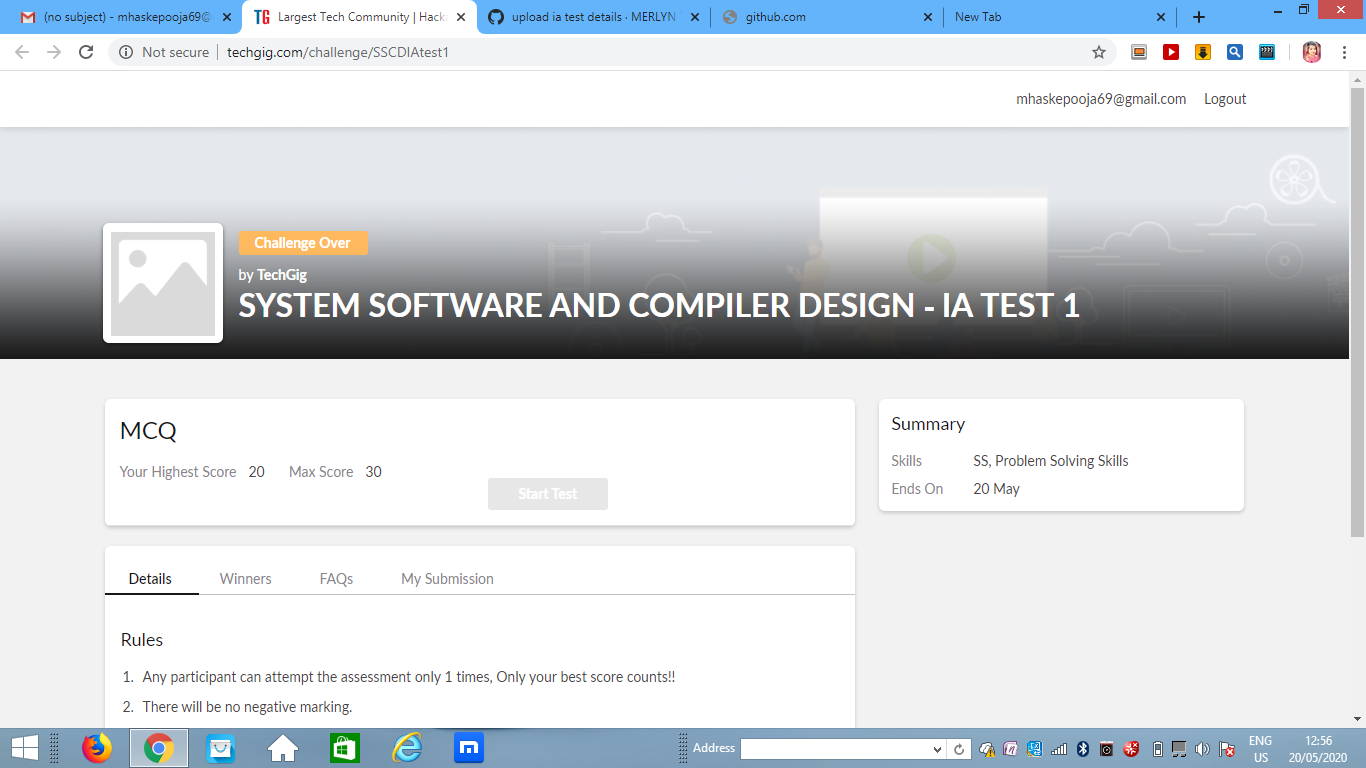 (no subject) - mhaskepooja69@
TG Largest Tech Community | Hack
upload ia test details · MERLYN
github.com
New Tab
Not secure | techgig.com/challenge/SSCDIAtest1
mhaskepooja69@gmail.com Logout
Challenge Over
by TechGig
SYSTEM SOFTWARE AND COMPILER DESIGN - IA TEST 1
MCQ
Your Highest Score 20 Max Score 30
Start Test
Summary
Skills SS, Problem Solving Skills
Ends On 20 May
Details Winners FAQs My Submission
Rules
1. Any participant can attempt the assessment only 1 times, Only your best score counts!!
2. There will be no negative marking.
Address
ENG
US
12:56
20/05/2020